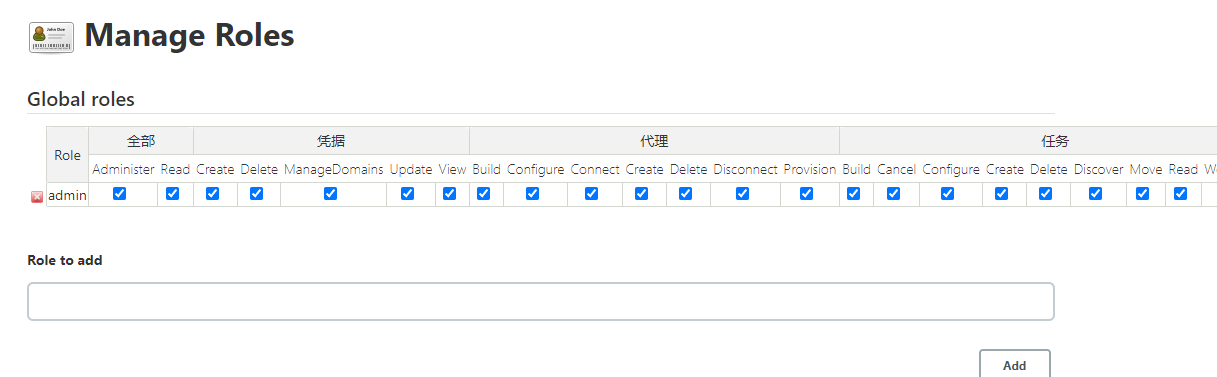 John Doe
Manage Roles
Global roles
Role 全部 凭据 代理 任务
Administer Read Create Delete ManageDomains Update View Build Configure Connect Create Delete Disconnect Provision Build Cancel Configure Create Delete Discover Move Read
admin
Role to add
Add